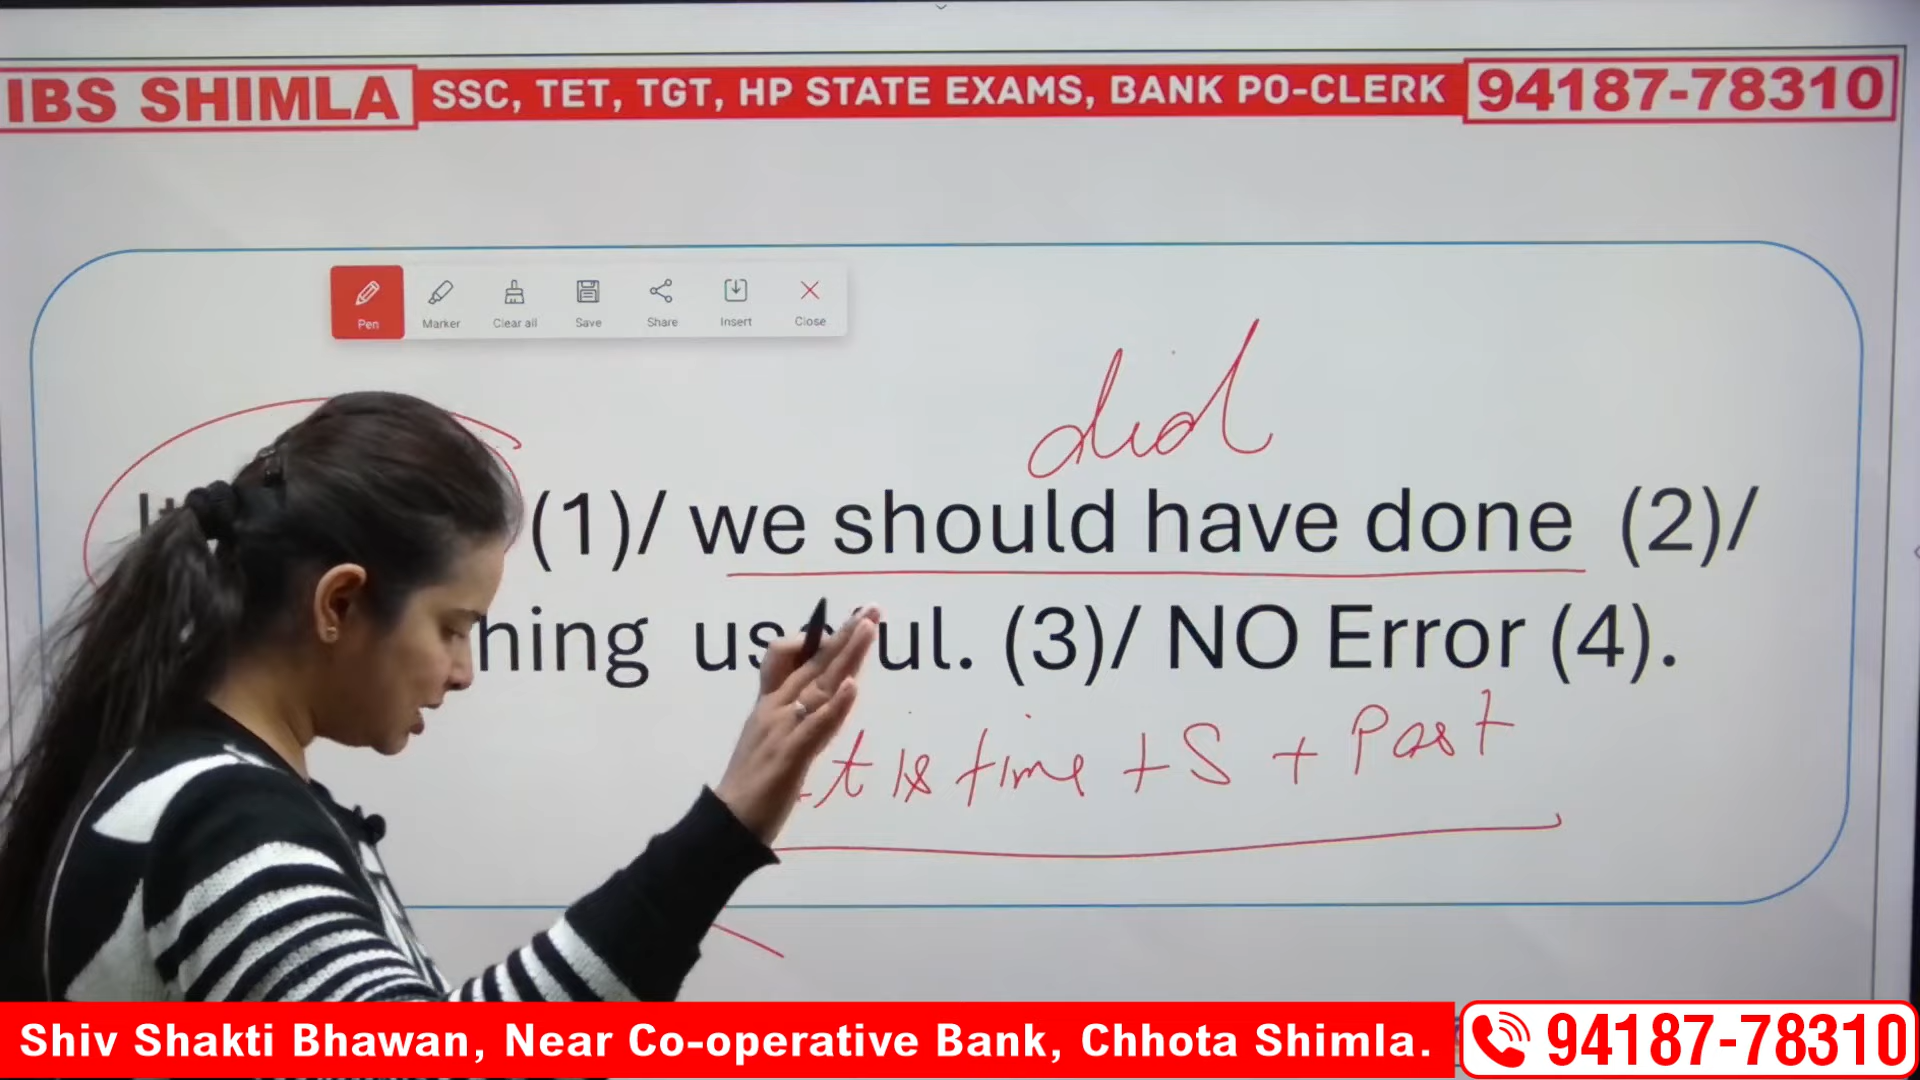 IBS SHIMLA SSC, TET, TGT, HP STATE EXAMS, BANK PO-CLERK 94187-78310
Pen Marker Clear all Save Share Insert Close
did
(1)/ we should have done (2)/
hing useful. (3)/ NO Error (4).
t is time + S + Past
Shiv Shakti Bhawan, Near Co-operative Bank, Chhota Shimla. 94187-78310